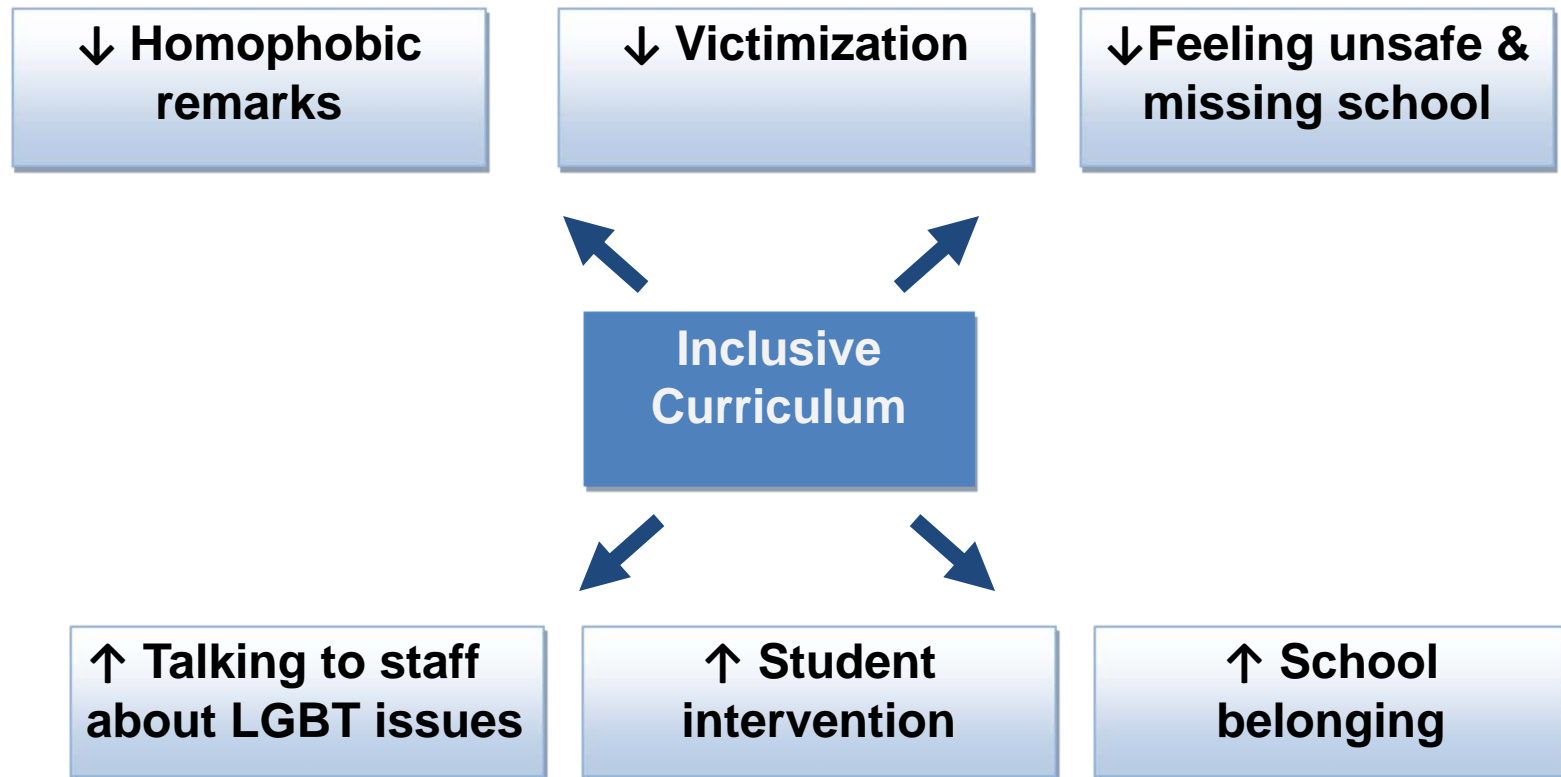 ↓ Homophobic
remarks
↓ Victimization
↓Feeling unsafe &
missing school
Inclusive
Curriculum
↑ Talking to staff
about LGBT issues
↑ Student
intervention
↑ School
belonging